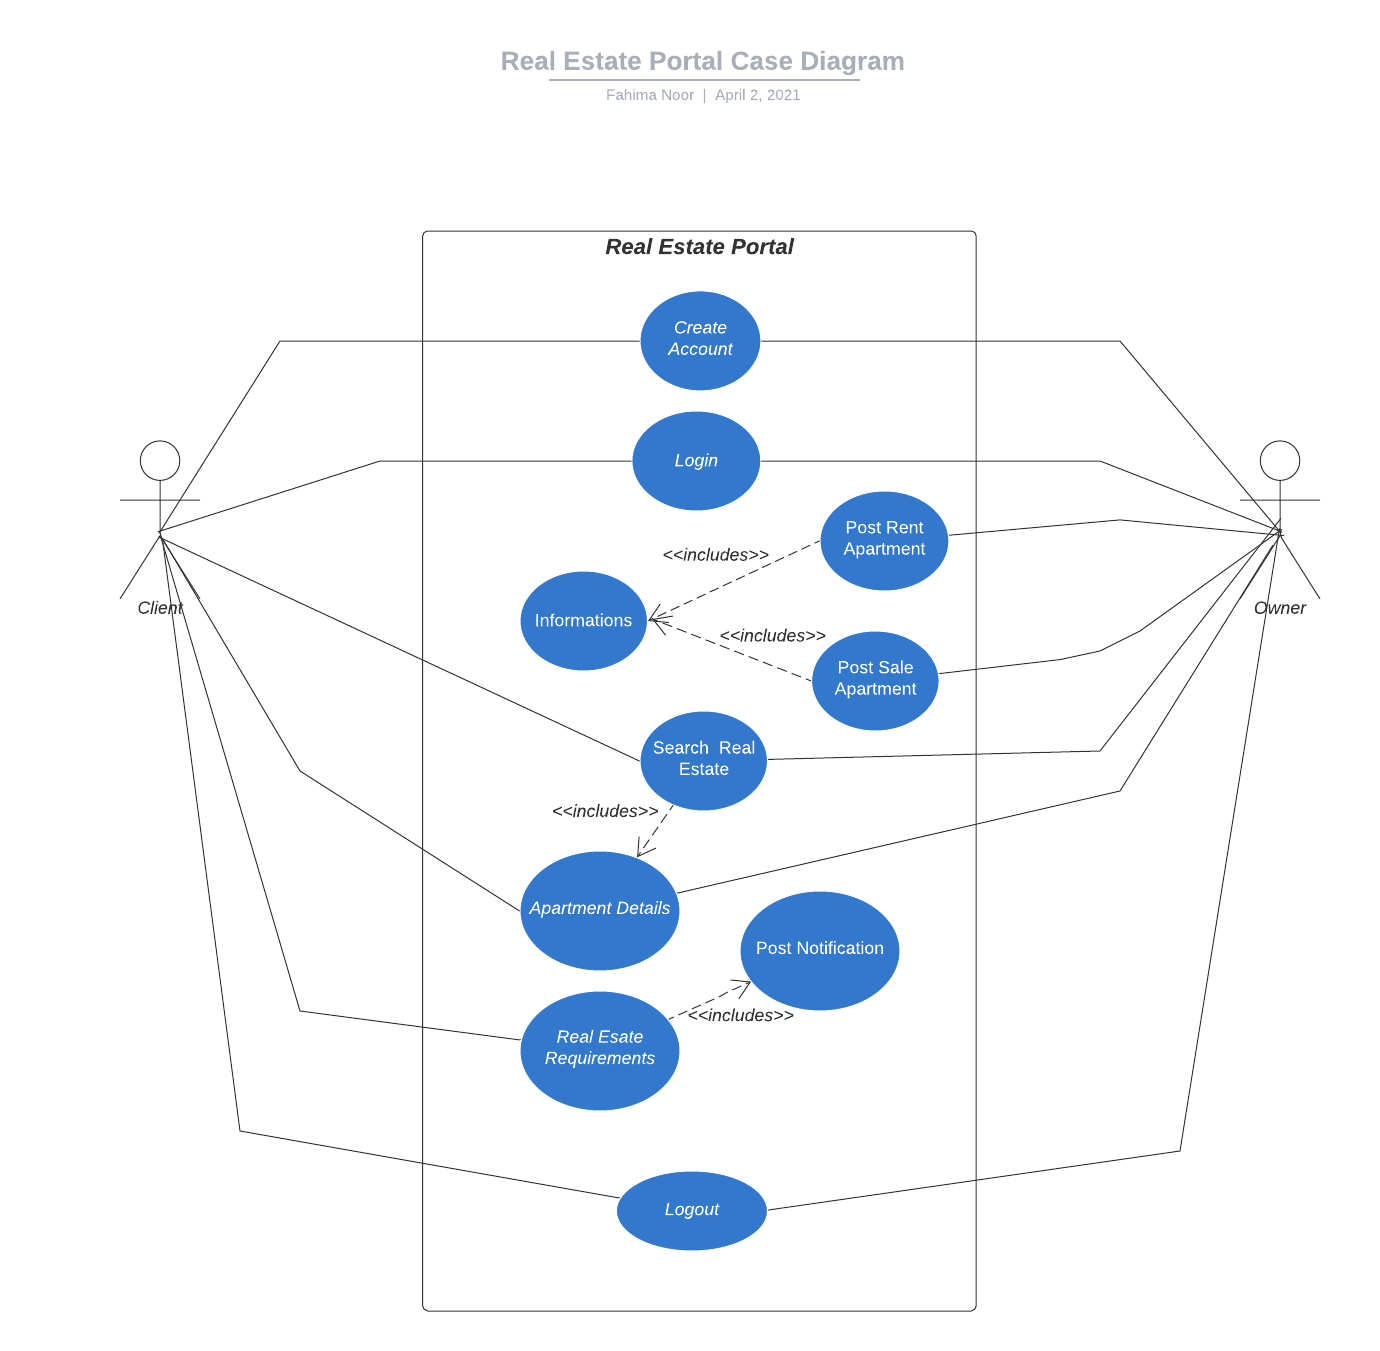 Real Estate Portal Case Diagram
Fahima Noor | April 2, 2021
Real Estate Portal
Create
Account
Login
Post Rent
Apartment
<<includes>>
Client
Owner
Informations
<<includes>>
Post Sale
Apartment
Search  Real
Estate
<<includes>>
Apartment Details
Post Notification
<<includes>>
Real Esate
Requirements
Logout